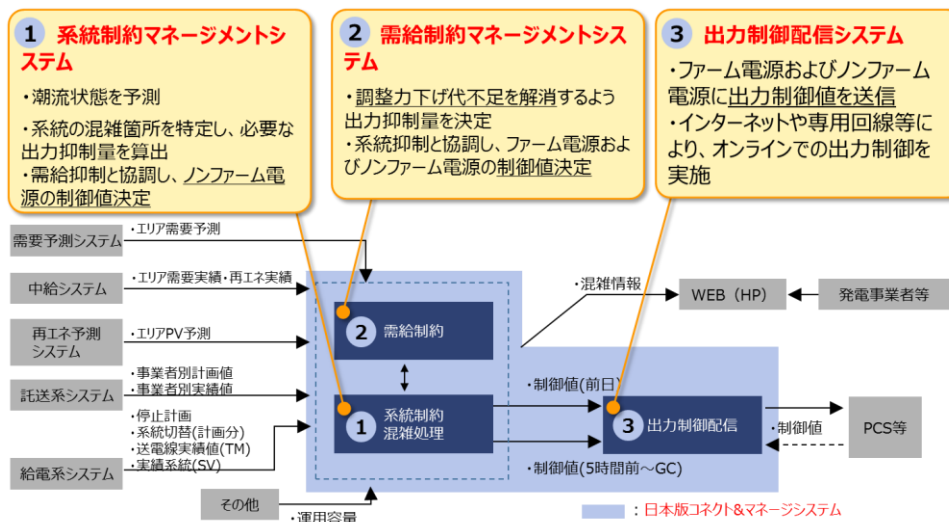 1 系統制約マネージメントシ
ステム
・潮流状態を予測
・系統の混雑箇所を特定し、必要な
出力抑制量を算出
・需給抑制と協調し、ノンファーム電
源の制御値決定
2 需給制約マネージメントシス
テム
・調整力下げ代不足を解消するよう
出力抑制量を決定
・系統抑制と協調し、ファーム電源およ
びノンファーム電源の制御値決定
3 出力制御配信システム
・ファーム電源およびノンファーム
電源に出力制御値を送信
・インターネットや専用回線等に
より、オンラインでの出力制御を
実施
需要予測システム
・エリア需要予測
中給システム
・エリア需要実績・再エネ実績
再エネ予測
システム
・エリアPV予測
託送系システム
・事業者別計画値
・事業者別実績値
給電系システム
・停止計画
・系統切替(計画分)
・送電線実績値(TM)
・実績系統(SV)
その他
・運用容量
2 需給制約
1 系統制約
混雑処理
・混雑情報
WEB（HP）
発電事業者等
・制御値(前日)
3 出力制御配信
・制御値(5時間前～GC)
・制御値
PCS等
：日本版コネクト&マネージシステム